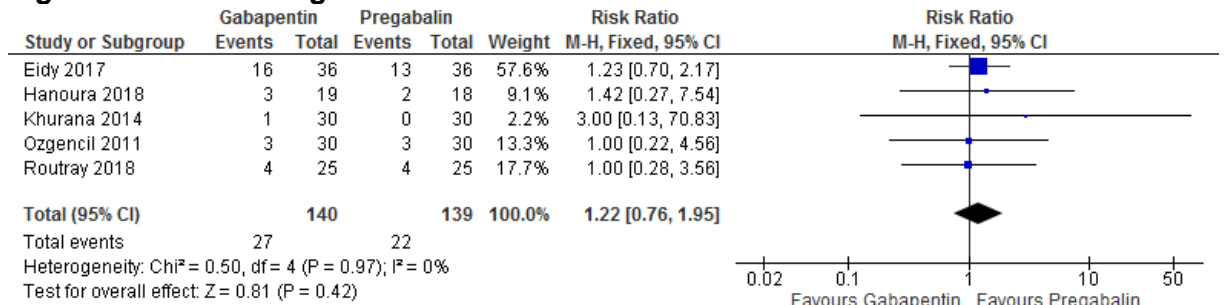 Gabapentin Pregabalin Risk Ratio Risk Ratio
Study or Subgroup Events Total Events Total Weight M-H, Fixed, 95% CI M-H, Fixed, 95% CI
Eidy 2017 16 36 13 36 57.6% 1.23 [0.70, 2.17]
Hanoura 2018 3 19 2 18 9.1% 1.42 [0.27, 7.54]
Khurana 2014 1 30 0 30 2.2% 3.00 [0.13, 70.83]
Ozgencil 2011 3 30 3 30 13.3% 1.00 [0.22, 4.56]
Routray 2018 4 25 4 25 17.7% 1.00 [0.28, 3.56]
Total (95% CI) 140 139 100.0% 1.22 [0.76, 1.95]
Total events 27 22
Heterogeneity: Chi² = 0.50, df = 4 (P = 0.97); I² = 0%
Test for overall effect: Z = 0.81 (P = 0.42)
0.02 0.1 1 10 50
Favours Gabapentin Favours Pregabalin